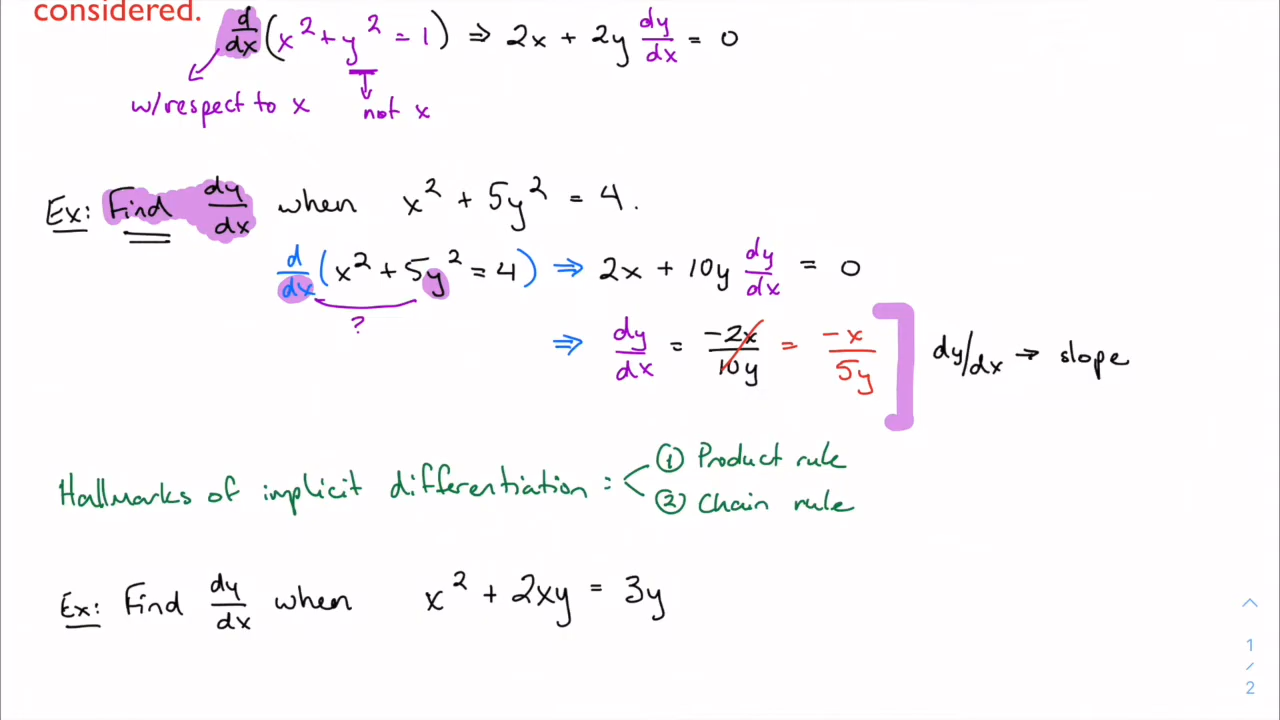 considered.
d/dx (x² + y² = 1) ⇒ 2x + 2y dy/dx = 0
w/respect to x not x
Ex: Find dy/dx when x² + 5y² = 4.
d/dx (x² + 5y² = 4) ⇒ 2x + 10y dy/dx = 0
?
⇒ dy/dx = -2x/10y = -x/5y ] dy/dx → slope
Hallmarks of implicit differentiation : ① Product rule
② Chain rule
Ex: Find dy/dx when x² + 2xy = 3y
^
1
/
2